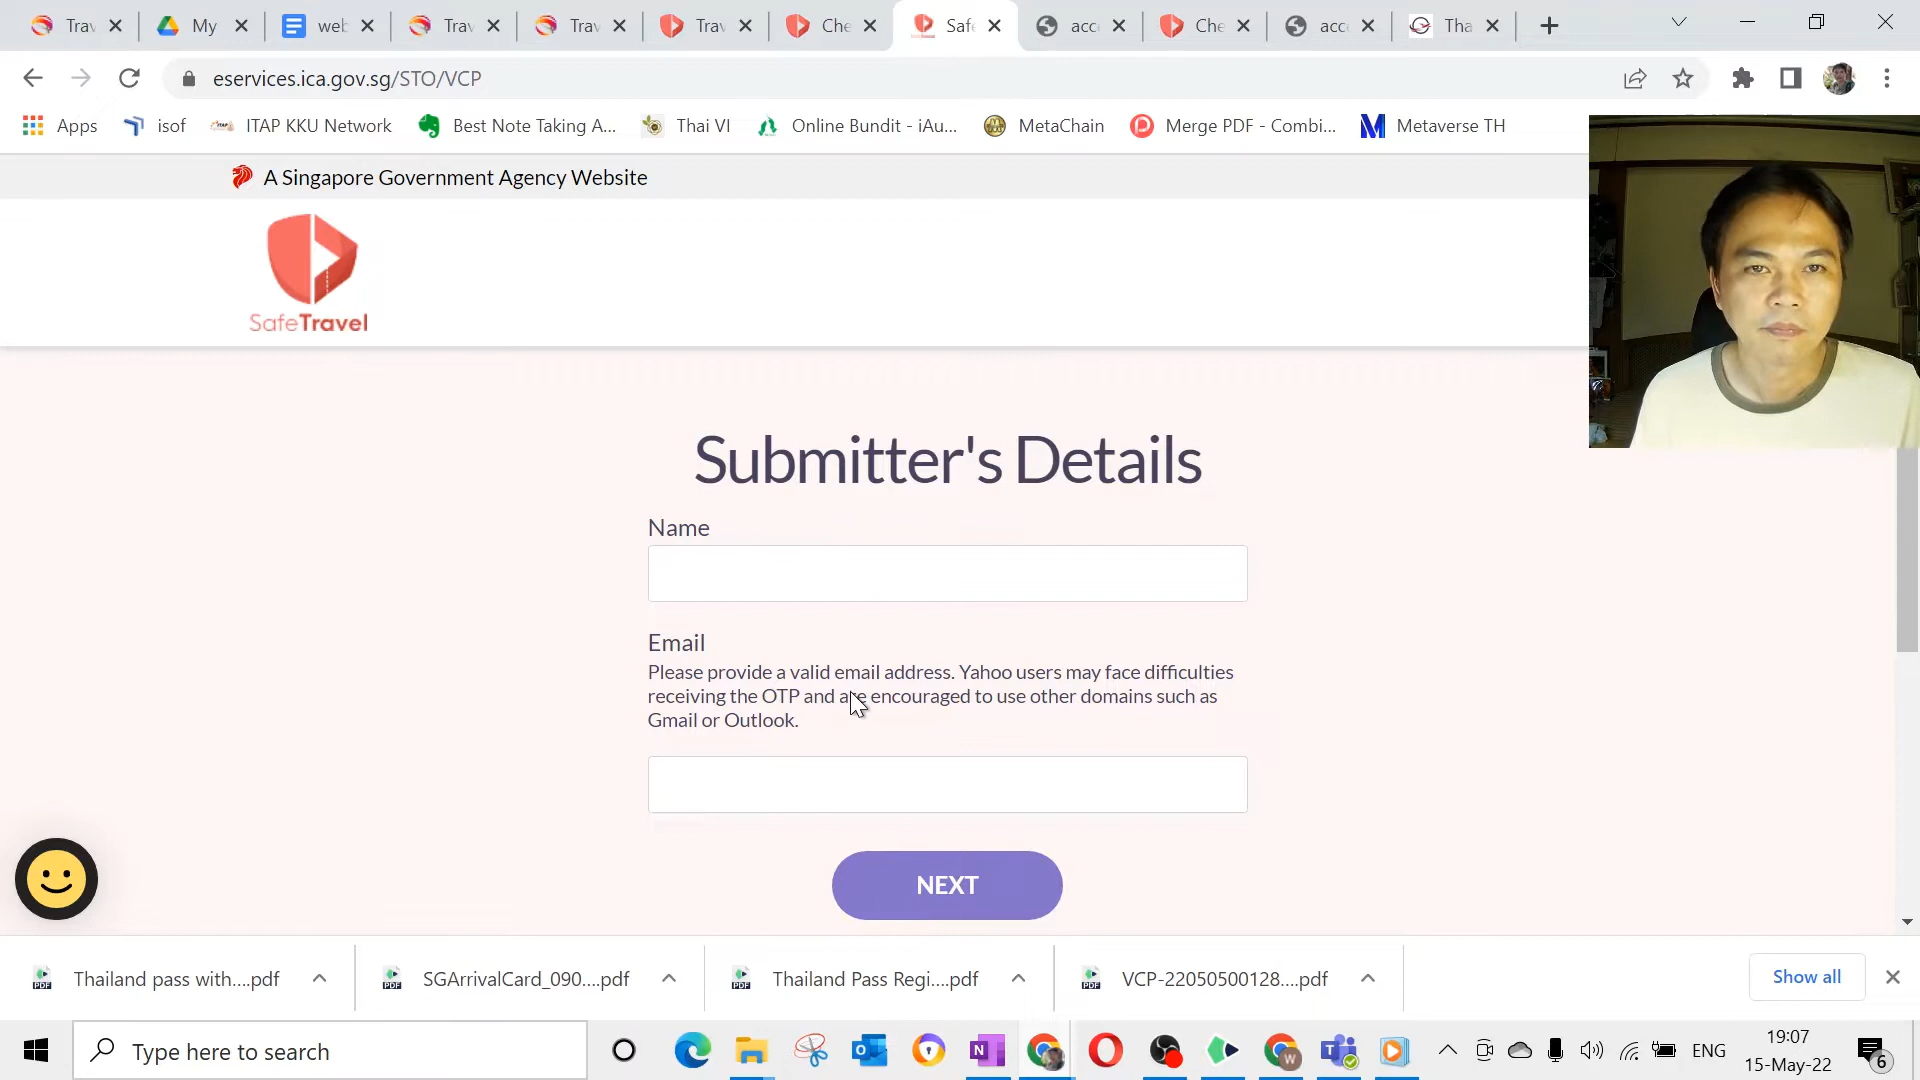 Trav
My
web
Trav
Trav
Trav
Che
Safe
acc
Che
acc
Tha
eservices.ica.gov.sg/STO/VCP
Apps
isof
ITAP KKU Network
Best Note Taking A...
Thai VI
Online Bundit - iAu...
MetaChain
Merge PDF - Combi...
Metaverse TH
A Singapore Government Agency Website
SafeTravel
Submitter's Details
Name
Email
Please provide a valid email address. Yahoo users may face difficulties
receiving the OTP and are encouraged to use other domains such as
Gmail or Outlook.
NEXT
Thailand pass with....pdf
SGArrivalCard_090....pdf
Thailand Pass Regi....pdf
VCP-22050500128....pdf
Show all
Type here to search
ENG
19:07
15-May-22
6